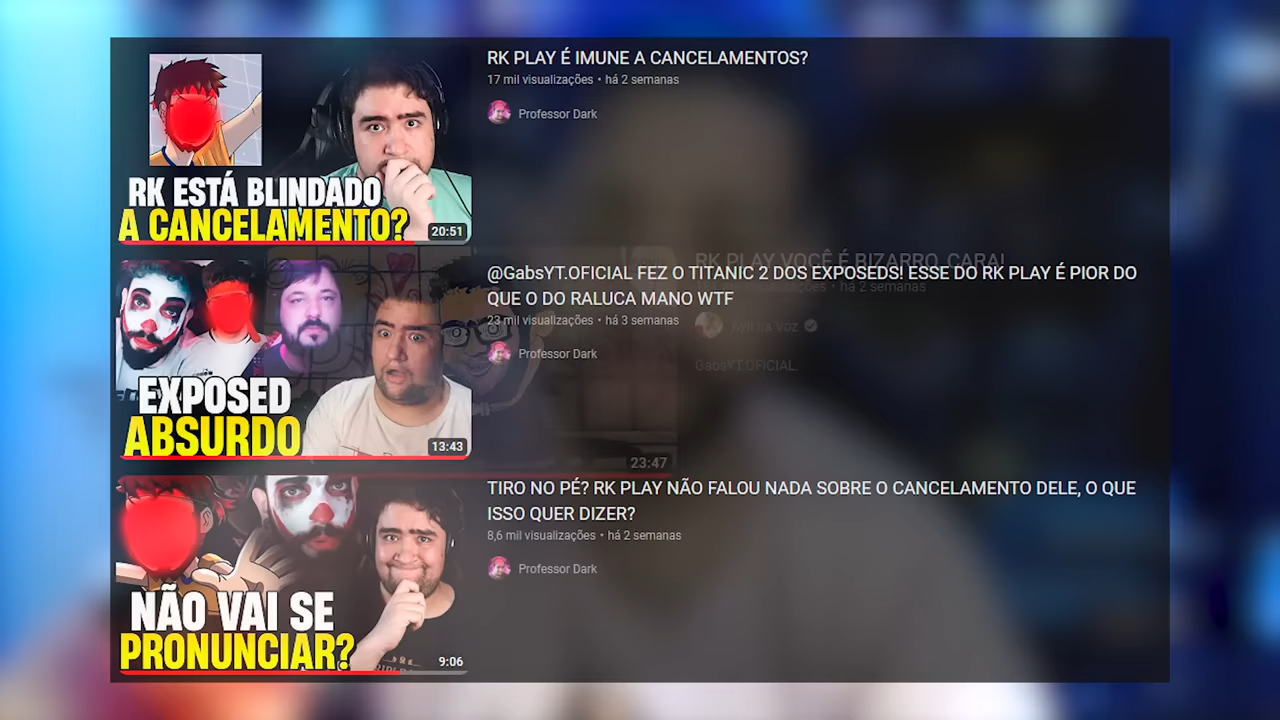 RK ESTÁ BLINDADO
A CANCELAMENTO?
20:51
RK PLAY É IMUNE A CANCELAMENTOS?
17 mil visualizações • há 2 semanas
Professor Dark
EXPOSED
ABSURDO
13:43
@GabsYT.OFICIAL FEZ O TITANIC 2 DOS EXPOSEDS! ESSE DO RK PLAY É PIOR DO
QUE O DO RALUCA MANO WTF
23 mil visualizações • há 3 semanas
Professor Dark
RK PLAY VOCÊ É BIZARRO, CARA!
visualizações • há 2 semanas
na Voz
GabsYT.OFICIAL
23:47
NÃO VAI SE
PRONUNCIAR?
9:06
TIRO NO PÉ? RK PLAY NÃO FALOU NADA SOBRE O CANCELAMENTO DELE, O QUE
ISSO QUER DIZER?
8,6 mil visualizações • há 2 semanas
Professor Dark